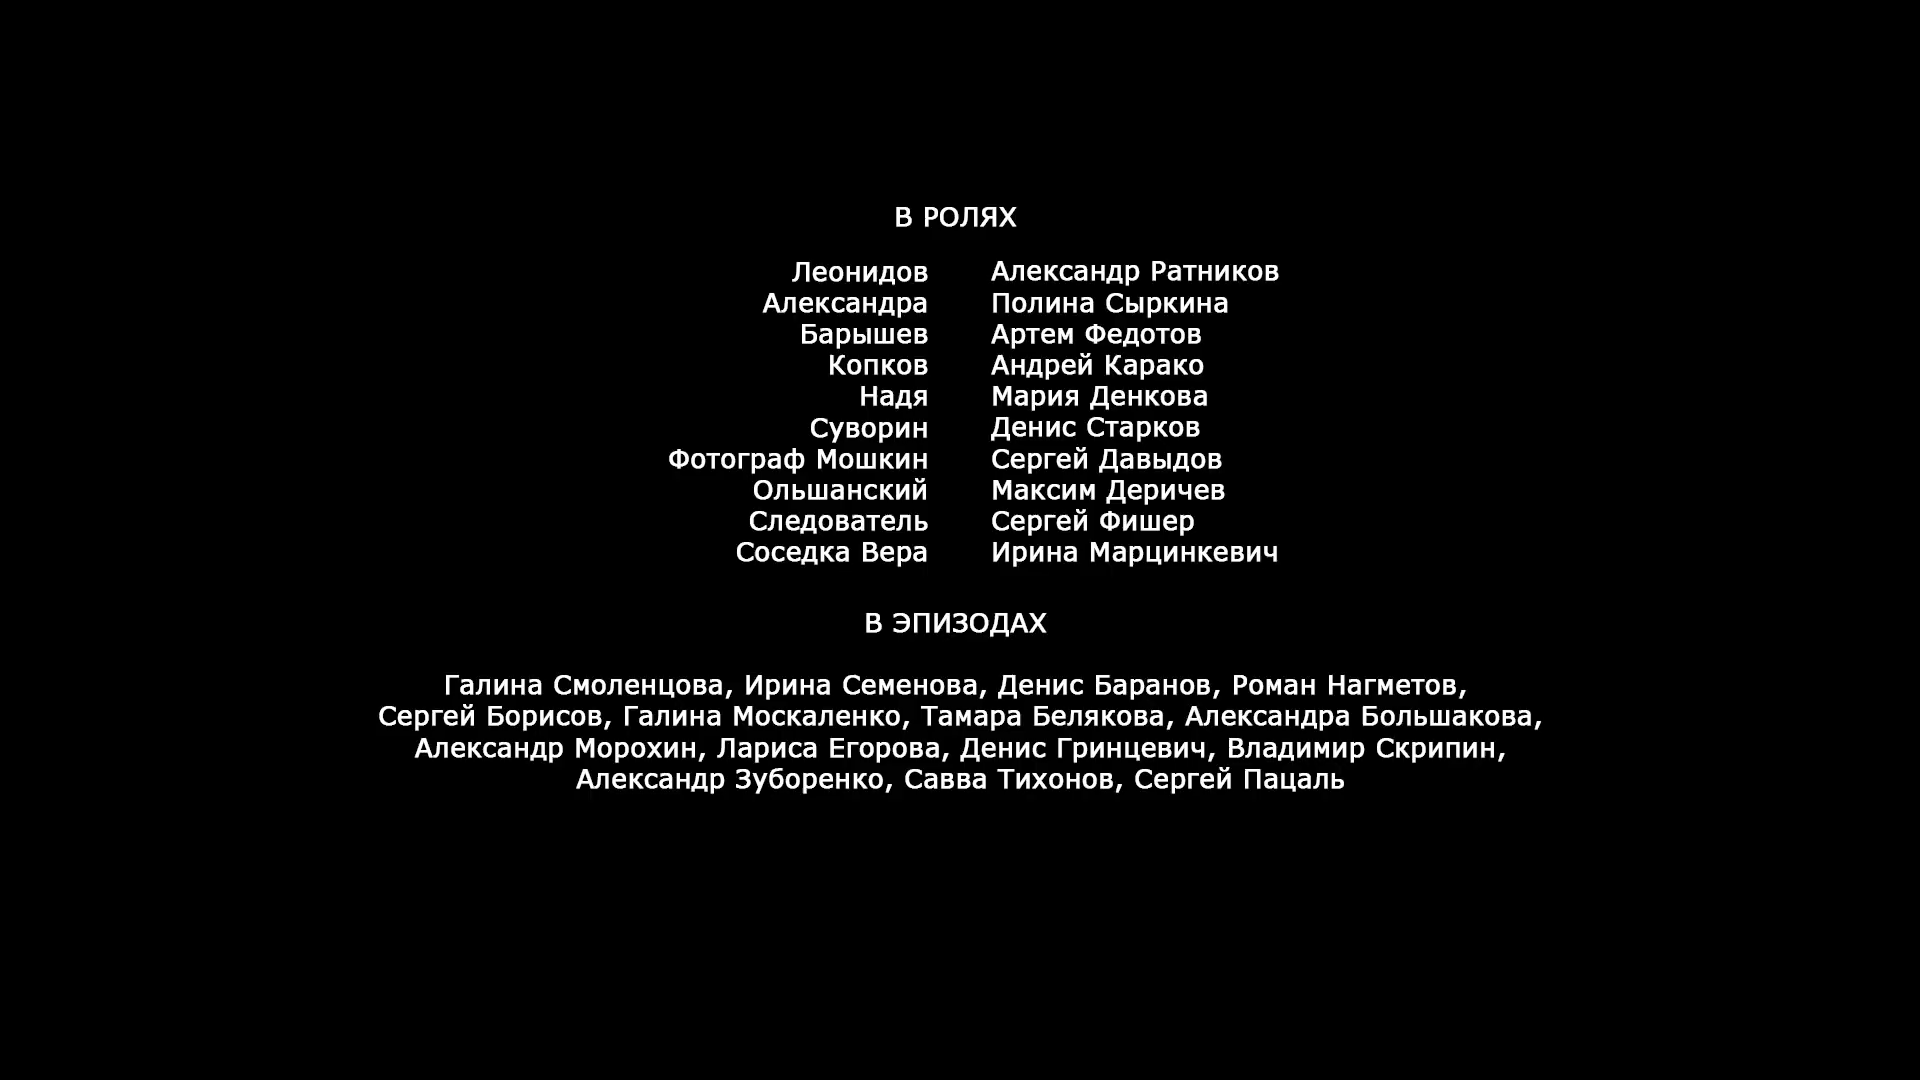 В РОЛЯХ
Леонидов Александр Ратников
Александра Полина Сыркина
Барышев Артем Федотов
Копков Андрей Карако
Надя Мария Денкова
Суворин Денис Старков
Фотограф Мошкин Сергей Давыдов
Ольшанский Максим Деричев
Следователь Сергей Фишер
Соседка Вера Ирина Марцинкевич
В ЭПИЗОДАХ
Галина Смоленцова, Ирина Семенова, Денис Баранов, Роман Нагметов,
Сергей Борисов, Галина Москаленко, Тамара Белякова, Александра Большакова,
Александр Морохин, Лариса Егорова, Денис Гринцевич, Владимир Скрипин,
Александр Зуборенко, Савва Тихонов, Сергей Пацаль